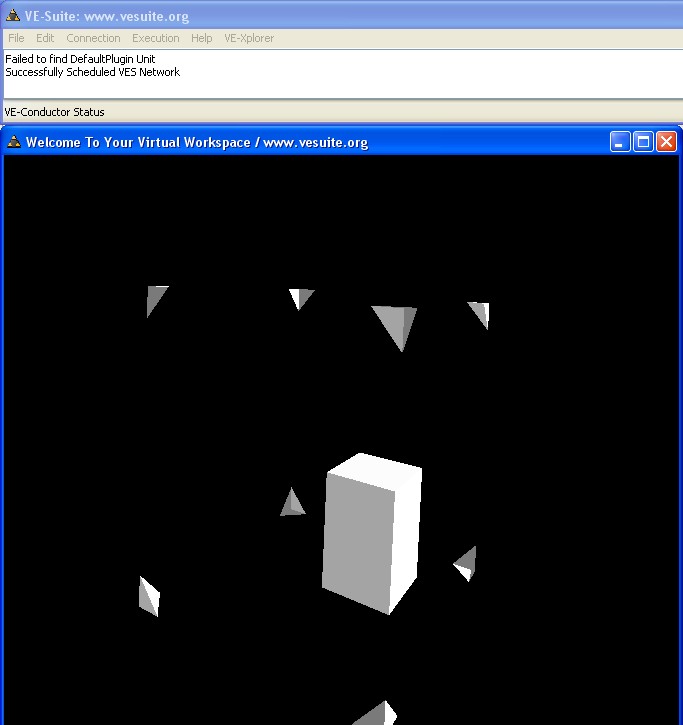 VE-Suite: www.vesuite.org
File Edit Connection Execution Help VE-Xplorer
Failed to find DefaultPlugin Unit
Successfully Scheduled VES Network
VE-Conductor Status
Welcome To Your Virtual Workspace / www.vesuite.org